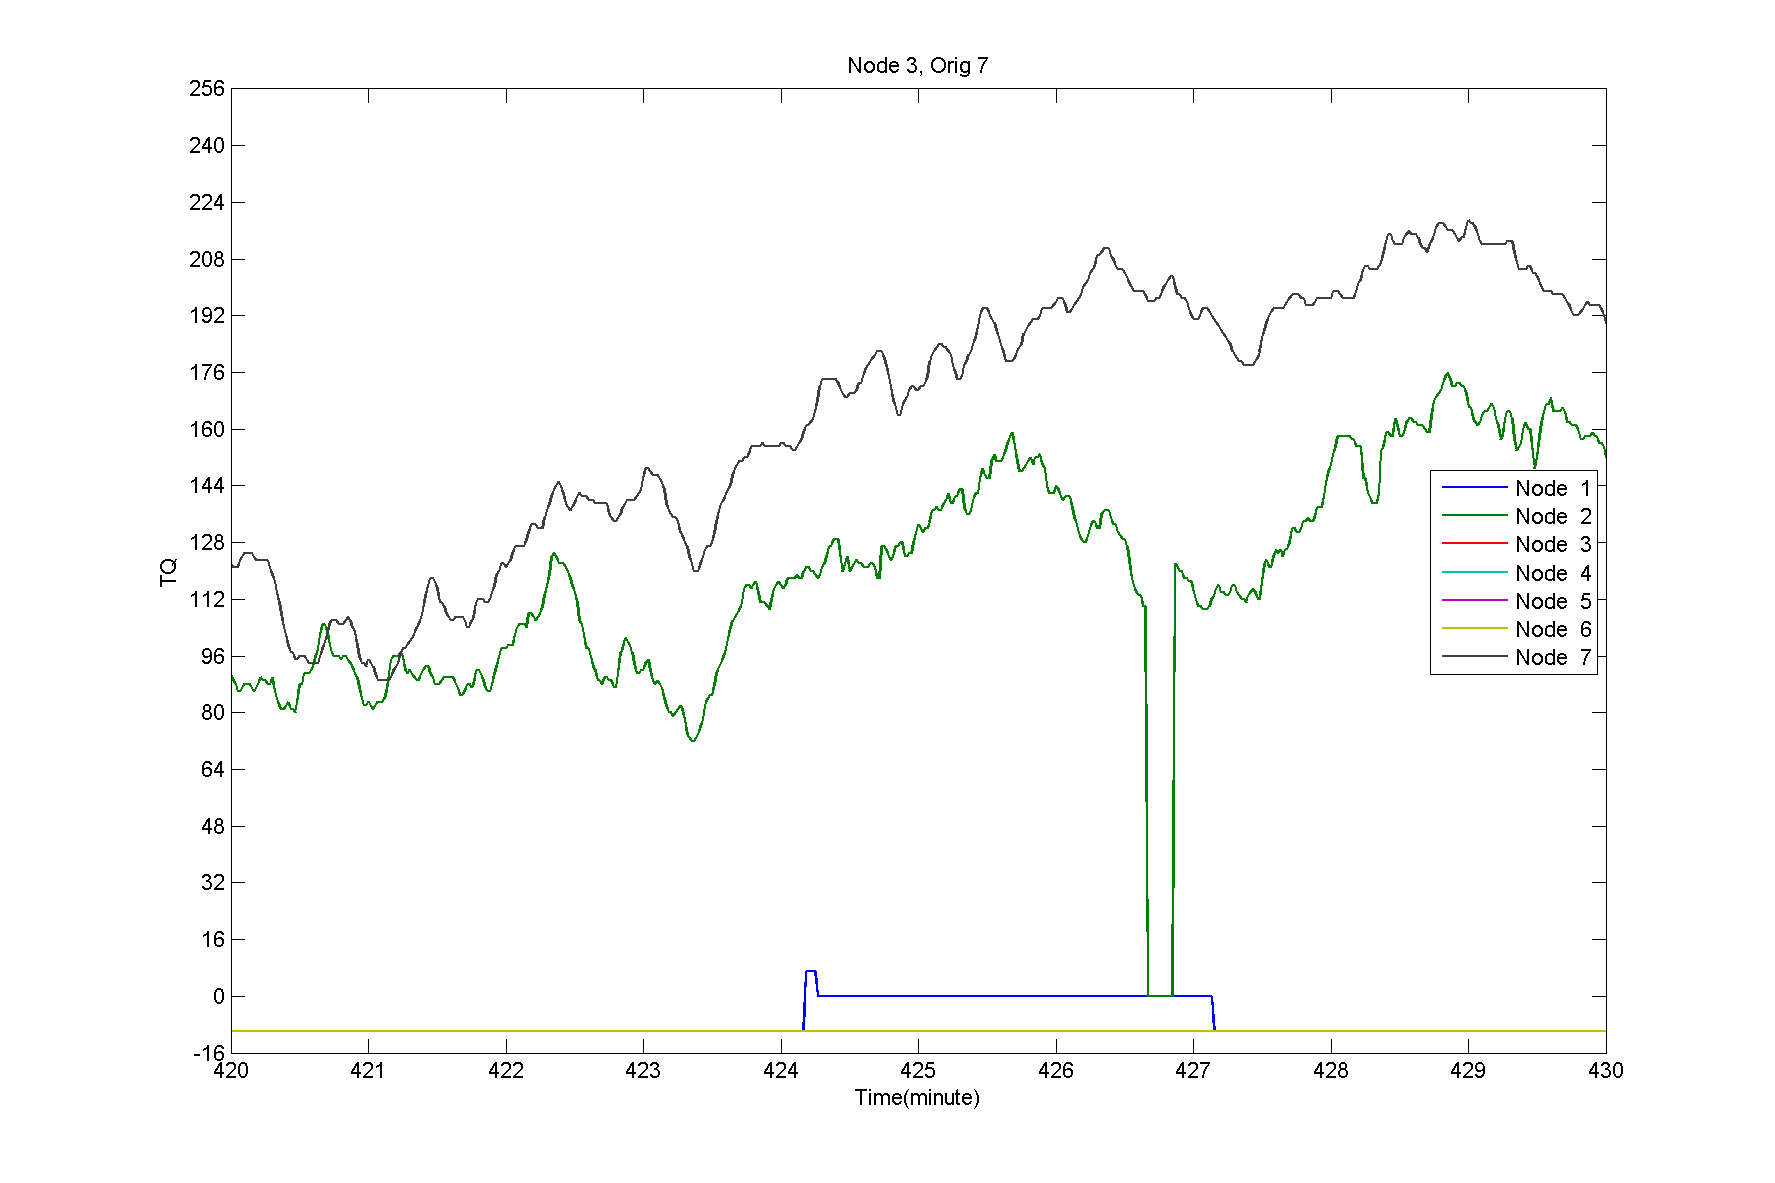 Node 3, Orig 7
256
240
224
208
192
176
160
144
128
112
96
80
64
48
32
16
0
-16
TQ
Node 1
Node 2
Node 3
Node 4
Node 5
Node 6
Node 7
420 421 422 423 424 425 426 427 428 429 430
Time(minute)